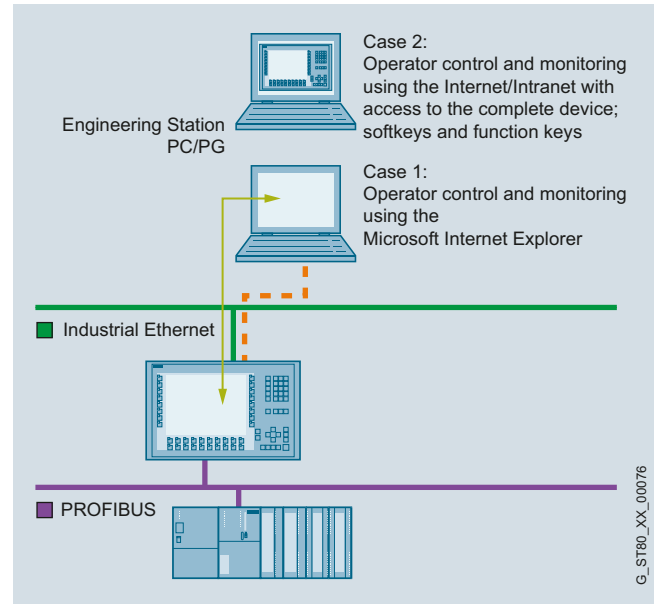 Case 2:
Operator control and monitoring
using the Internet/Intranet with
access to the complete device;
softkeys and function keys
Engineering Station
PC/PG
Case 1:
Operator control and monitoring
using the
Microsoft Internet Explorer
Industrial Ethernet
PROFIBUS
G_ST80_XX_00076